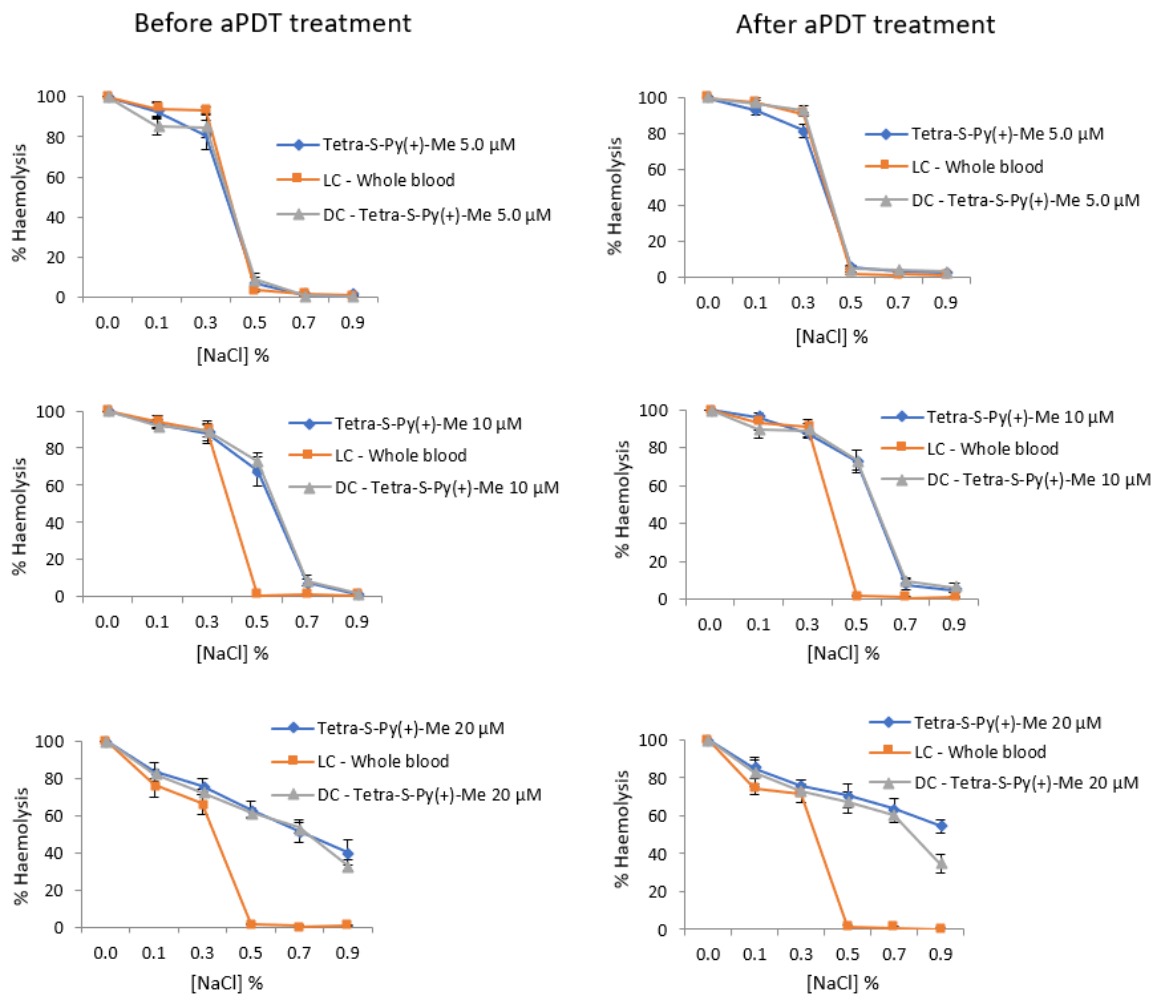 Before aPDT treatment
After aPDT treatment
% Haemolysis
100
80
60
40
20
0
0.0 0.1 0.3 0.5 0.7 0.9
[NaCl] %
Tetra-S-Py(+)-Me 5.0 µM
LC - Whole blood
DC - Tetra-S-Py(+)-Me 5.0 µM
% Haemolysis
100
80
60
40
20
0
0.0 0.1 0.3 0.5 0.7 0.9
[NaCl] %
Tetra-S-Py(+)-Me 5.0 µM
LC - Whole blood
DC - Tetra-S-Py(+)-Me 5.0 µM
% Haemolysis
100
80
60
40
20
0
0.0 0.1 0.3 0.5 0.7 0.9
[NaCl] %
Tetra-S-Py(+)-Me 10 µM
LC - Whole blood
DC - Tetra-S-Py(+)-Me 10 µM
% Haemolysis
100
80
60
40
20
0
0.0 0.1 0.3 0.5 0.7 0.9
[NaCl] %
Tetra-S-Py(+)-Me 10 µM
LC - Whole blood
DC - Tetra-S-Py(+)-Me 10 µM
% Haemolysis
100
80
60
40
20
0
0.0 0.1 0.3 0.5 0.7 0.9
[NaCl] %
Tetra-S-Py(+)-Me 20 µM
LC - Whole blood
DC - Tetra-S-Py(+)-Me 20 µM
% Haemolysis
100
80
60
40
20
0
0.0 0.1 0.3 0.5 0.7 0.9
[NaCl] %
Tetra-S-Py(+)-Me 20 µM
LC - Whole blood
DC - Tetra-S-Py(+)-Me 20 µM